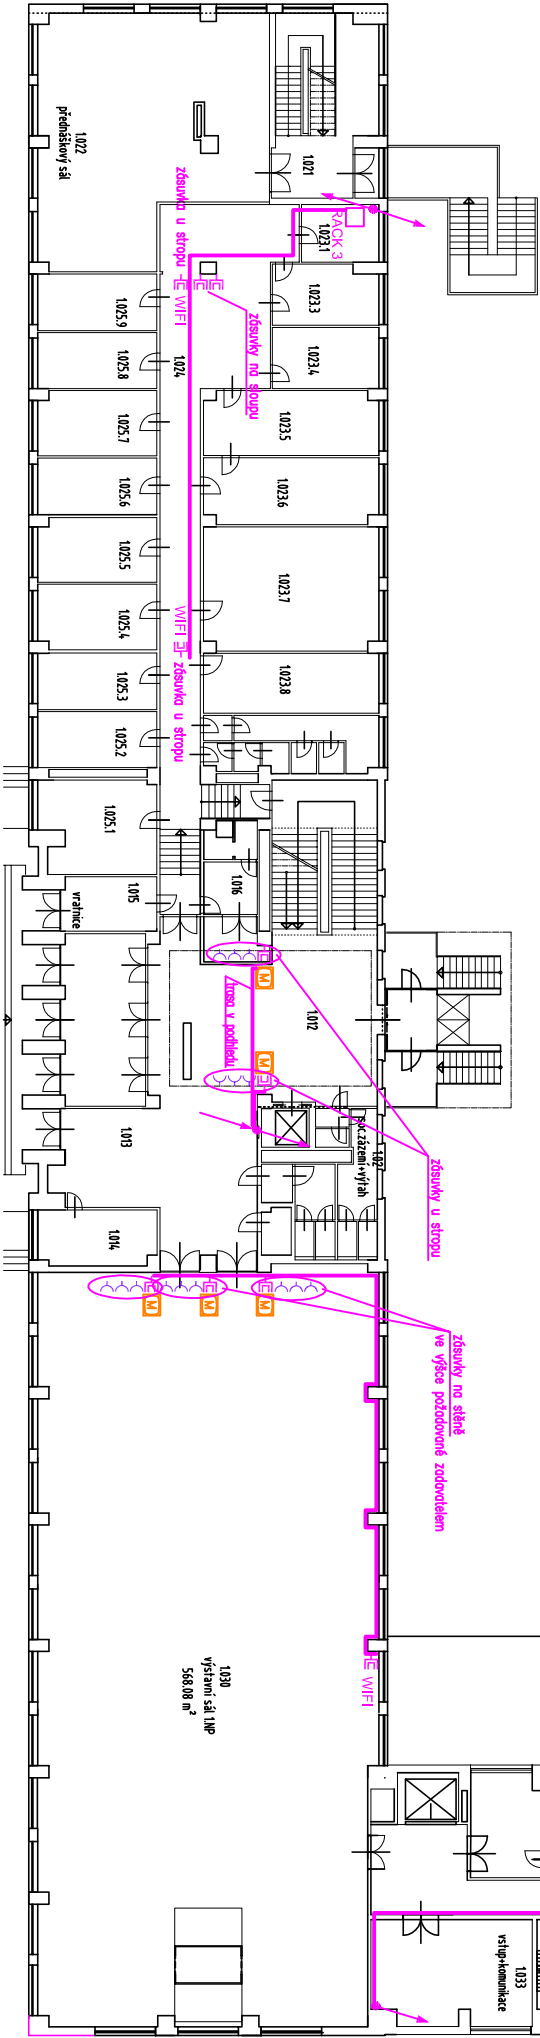 1.022
přednáškový sál
1.021
zásuvka u stropu
WIFI
RACK 3
1.023.1
1.023.3
1.023.4
zásuvky na sloupu
1.024
1.025.9
1.025.8
1.025.7
1.025.6
1.025.5
1.025.4
1.025.3
1.025.2
1.025.1
1.023.5
1.023.6
1.023.7
1.023.8
WIFI
zásuvka u stropu
1.015
vratnice
1.016
M
trasa v podhledu
1.012
M
1.013
1.014
soc.zázemí+výtah
zásuvky u stropu
M
M
M
zásuvky na stěně
ve výšce požadované zadavatelem
WIFI
1.030
výstavní sál 1.NP
568.08 m²
1.033
vstup+komunikace